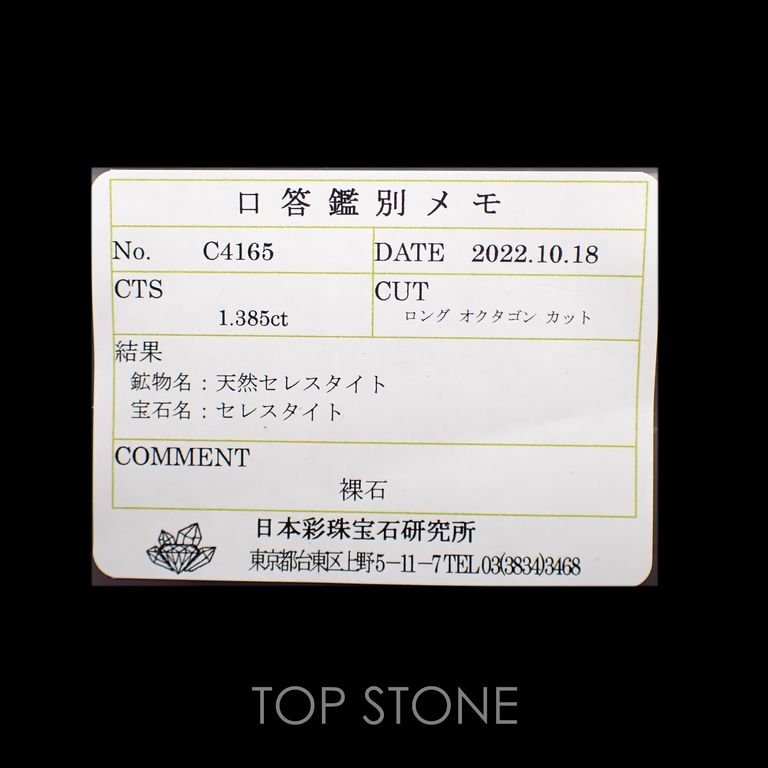 口答鑑別メモ
No. C4165 DATE 2022.10.18
CTS CUT
1.385ct ロング オクタゴン カット
結果
鉱物名：天然セレスタイト
宝石名：セレスタイト
COMMENT
裸石
日本彩珠宝石研究所
東京都台東区上野5－11－7 TEL 03(3834)3468
TOP STONE